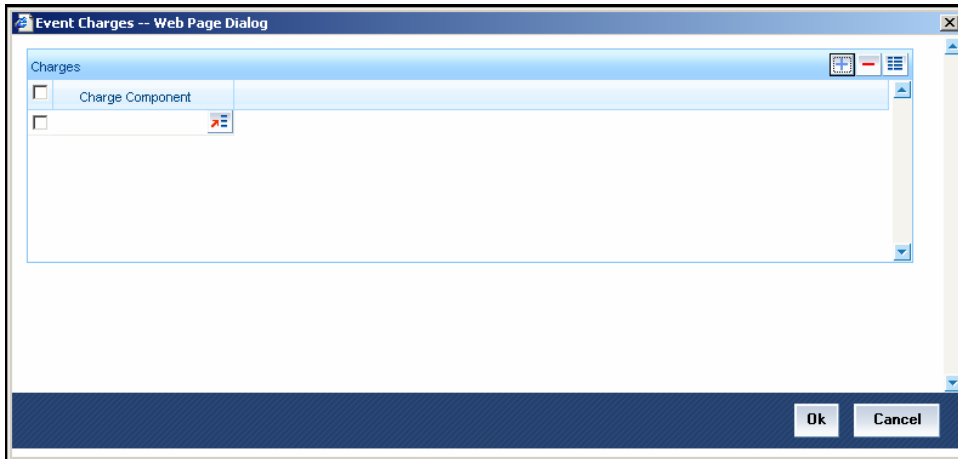 Event Charges -- Web Page Dialog
Charges
Charge Component
Ok
Cancel